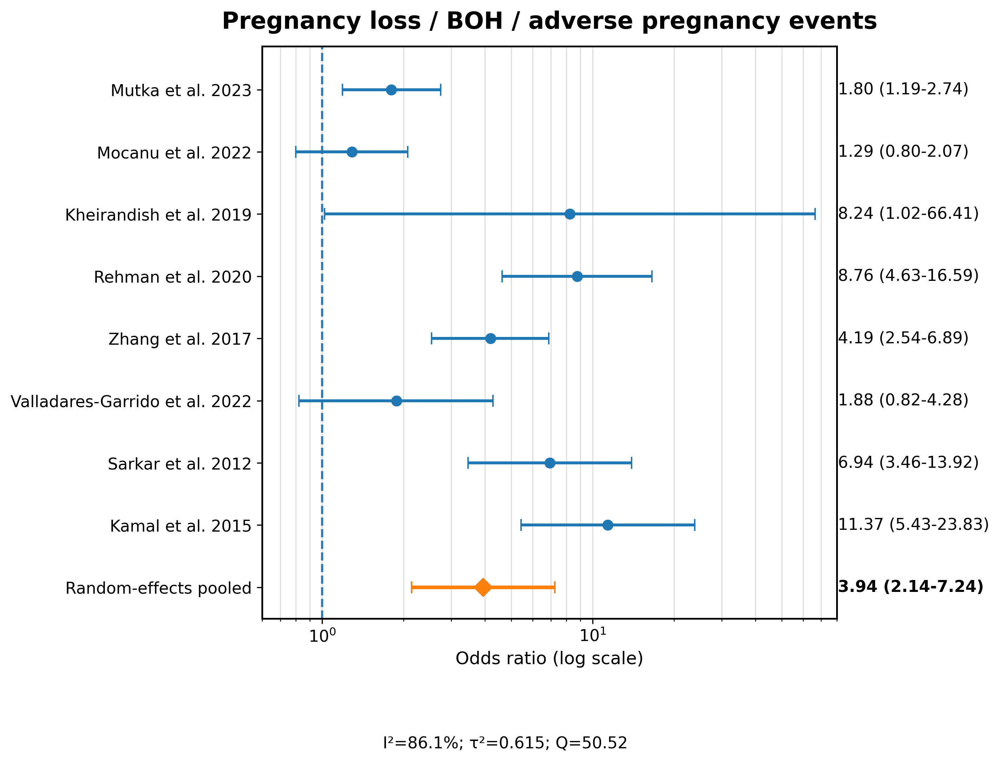 Pregnancy loss / BOH / adverse pregnancy events
Mutka et al. 2023 1.80 (1.19-2.74)
Mocanu et al. 2022 1.29 (0.80-2.07)
Kheirandish et al. 2019 8.24 (1.02-66.41)
Rehman et al. 2020 8.76 (4.63-16.59)
Zhang et al. 2017 4.19 (2.54-6.89)
Valladares-Garrido et al. 2022 1.88 (0.82-4.28)
Sarkar et al. 2012 6.94 (3.46-13.92)
Kamal et al. 2015 11.37 (5.43-23.83)
Random-effects pooled 3.94 (2.14-7.24)
10⁰ 10¹
Odds ratio (log scale)
I²=86.1%; τ²=0.615; Q=50.52